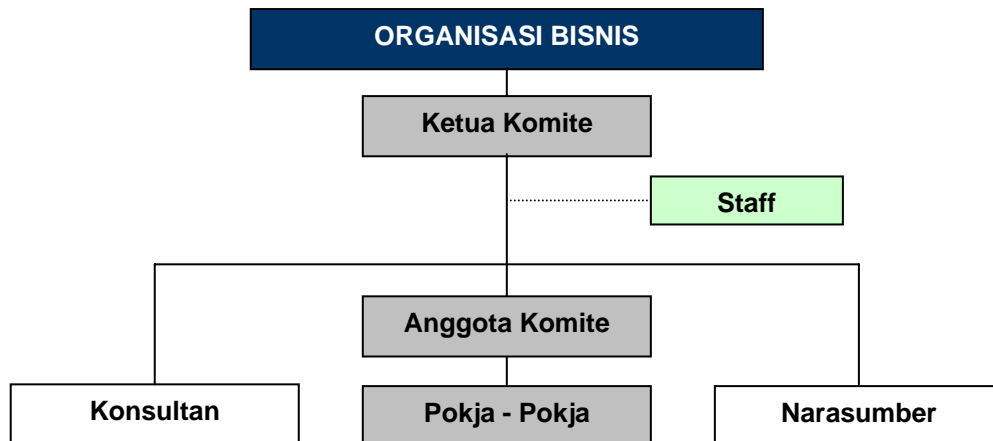 ORGANISASI BISNIS
Ketua Komite
Staff
Anggota Komite
Konsultan
Pokja - Pokja
Narasumber